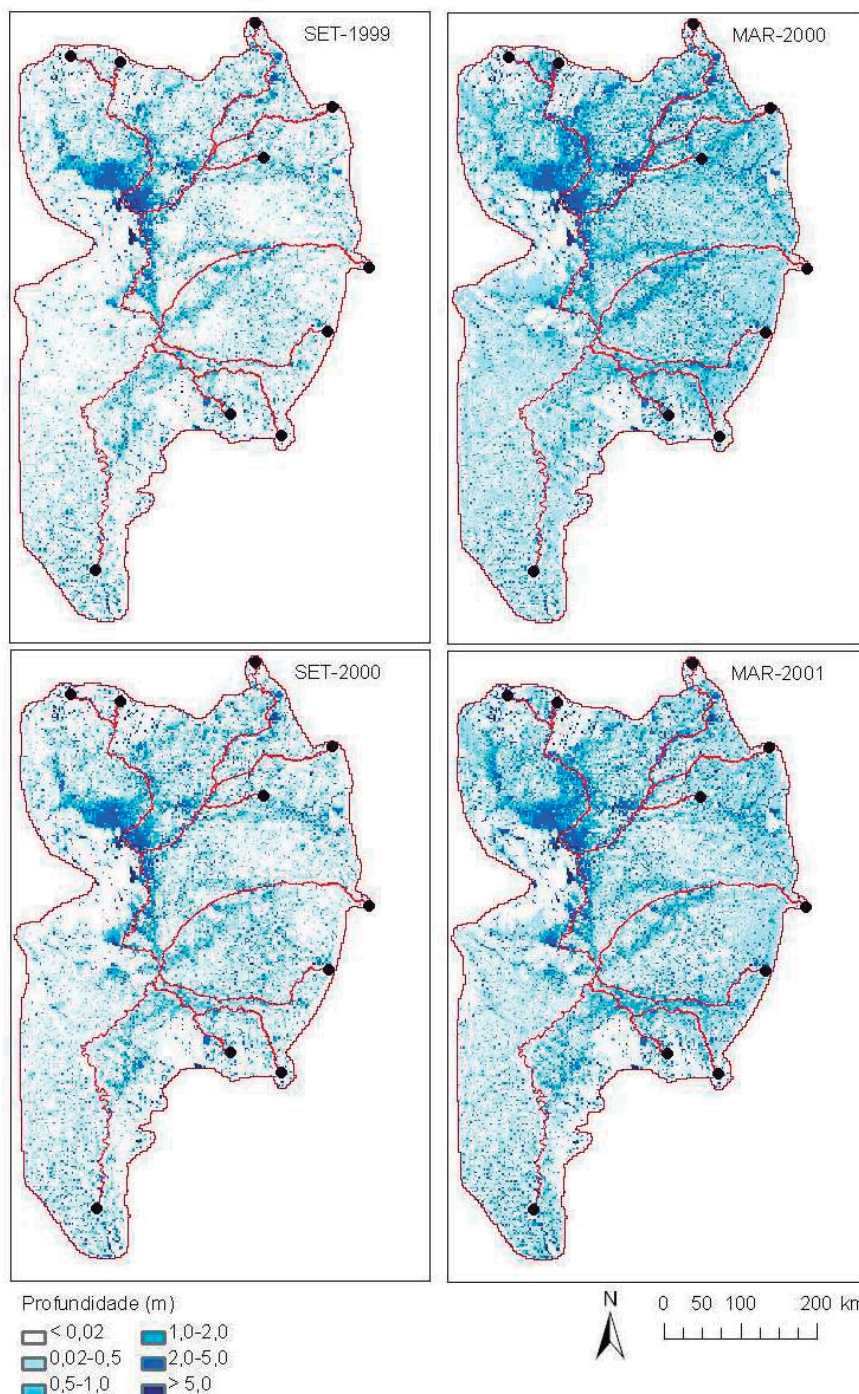 SET-1999
MAR-2000
SET-2000
MAR-2001
Profundidade (m)
< 0,02
0,02-0,5
0,5-1,0
1,0-2,0
2,0-5,0
> 5,0
N
0 50 100 200 km